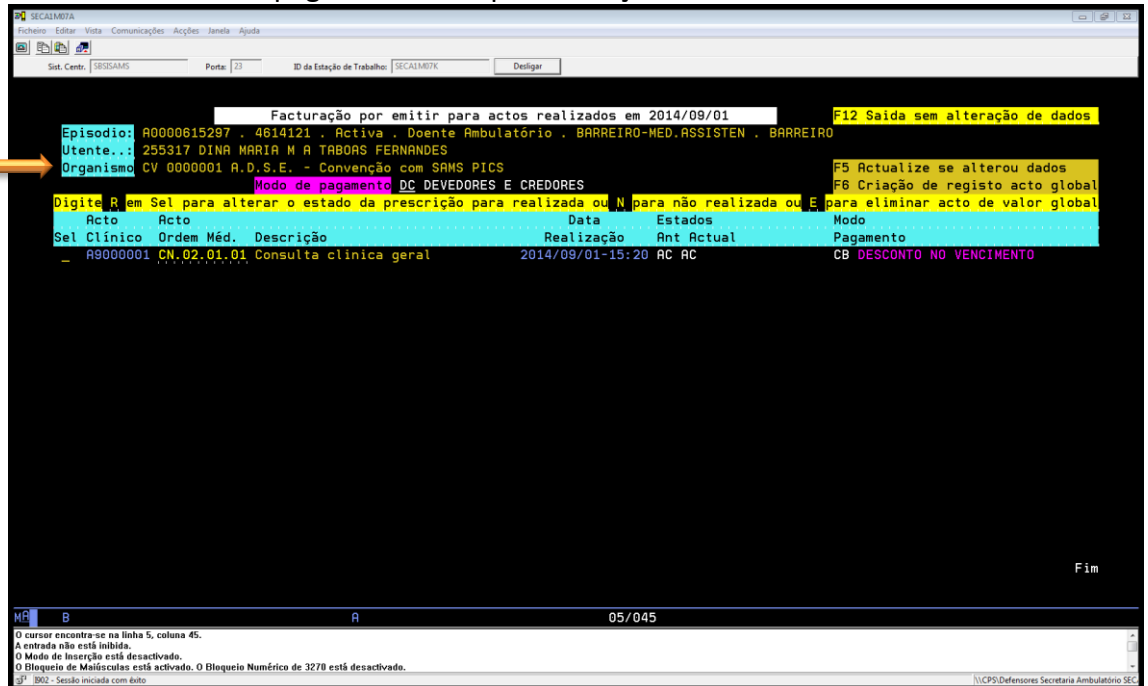 SECA1M07A
Ficheiro Editar Vista Comunicações Acções Janela Ajuda
Sist. Centr. SBSISAMS Porta: 23 ID da Estação de Trabalho: SECA1M07K Desligar
Facturação por emitir para actos realizados em 2014/09/01 F12 Saida sem alteração de dados
Episodio: A0000615297 . 4614121 . Activa . Doente Ambulatório . BARREIRO-MED.ASSISTEN . BARREIRO
Utente..: 255317 DINA MARIA M A TABOAS FERNANDES
Organismo CV 0000001 A.D.S.E. - Convenção com SAMS PICS F5 Actualize se alterou dados
Modo de pagamento DC DEVEDORES E CREDORES F6 Criação de registo acto global
Digite R em Sel para alterar o estado da prescrição para realizada ou N para não realizada ou E para eliminar acto de valor global
Acto Acto Data Estados Modo
Sel Clínico Ordem Méd. Descrição Realização Ant Actual Pagamento
_ A9000001 CN.02.01.01 Consulta clinica geral 2014/09/01-15:20 AC AC CB DESCONTO NO VENCIMENTO
Fim
MA B A 05/045
O cursor encontra-se na linha 5, coluna 45.
A entrada não está inibida.
O Modo de Inserção está desactivado.
O Bloqueio de Maiúsculas está activado. O Bloqueio Numérico de 3270 está desactivado.
I902 - Sessão iniciada com êxito \\CPS\Defensores Secretaria Ambulatório SEC